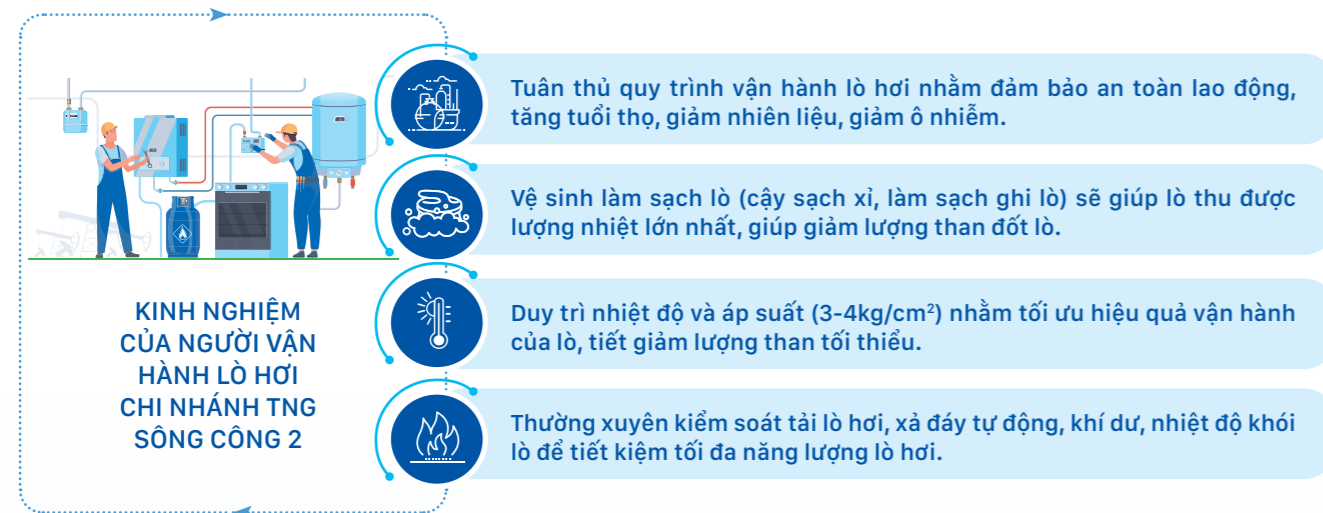 KINH NGHIỆM
CỦA NGƯỜI VẬN
HÀNH LÒ HƠI
CHI NHÁNH TNG
SÔNG CÔNG 2
Tuân thủ quy trình vận hành lò hơi nhằm đảm bảo an toàn lao động,
tăng tuổi thọ, giảm nhiên liệu, giảm ô nhiễm.
Vệ sinh làm sạch lò (cậy sạch xỉ, làm sạch ghi lò) sẽ giúp lò thu được
lượng nhiệt lớn nhất, giúp giảm lượng than đốt lò.
Duy trì nhiệt độ và áp suất (3-4kg/cm²) nhằm tối ưu hiệu quả vận hành
của lò, tiết giảm lượng than tối thiểu.
Thường xuyên kiểm soát tải lò hơi, xả đáy tự động, khí dư, nhiệt độ khói
lò để tiết kiệm tối đa năng lượng lò hơi.